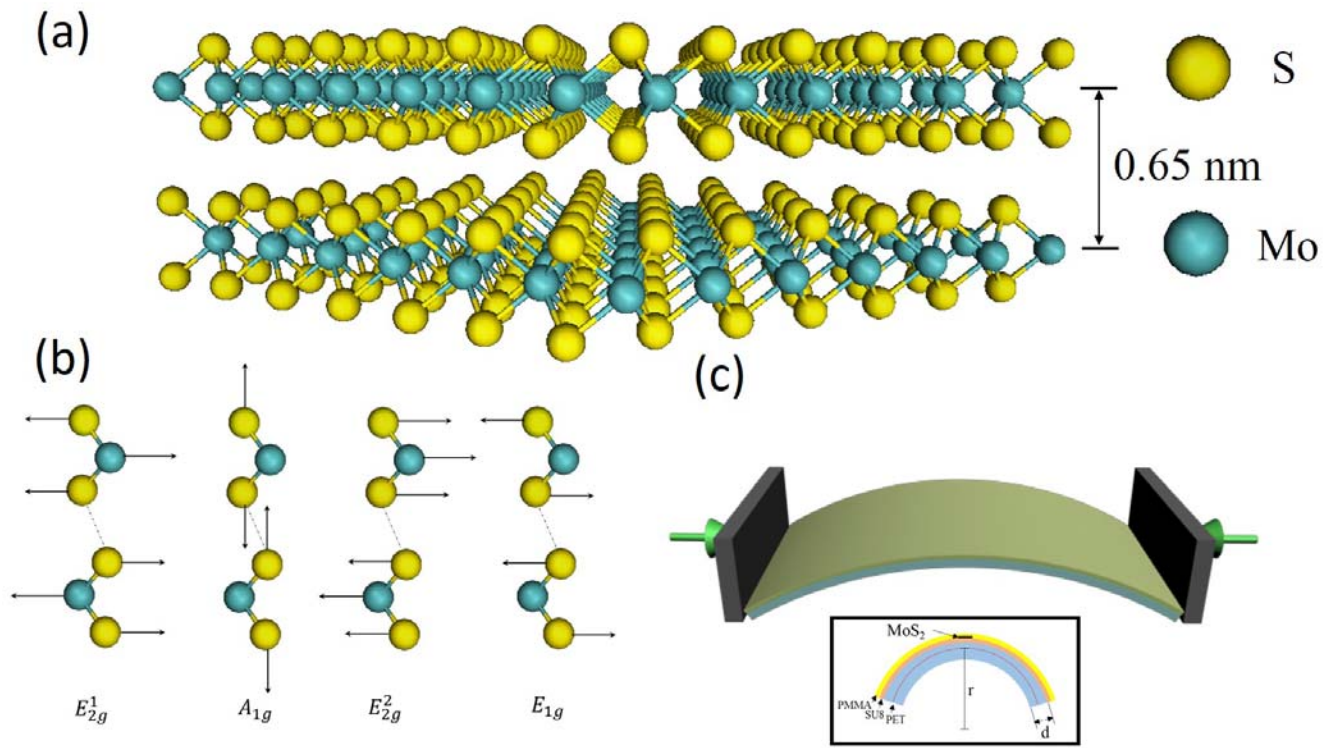 (a)
S
0.65 nm
Mo
(b)
(c)
MoS₂
r
PMMA
SU8
PET
d
E¹₂g
A₁g
E²₂g
E₁g